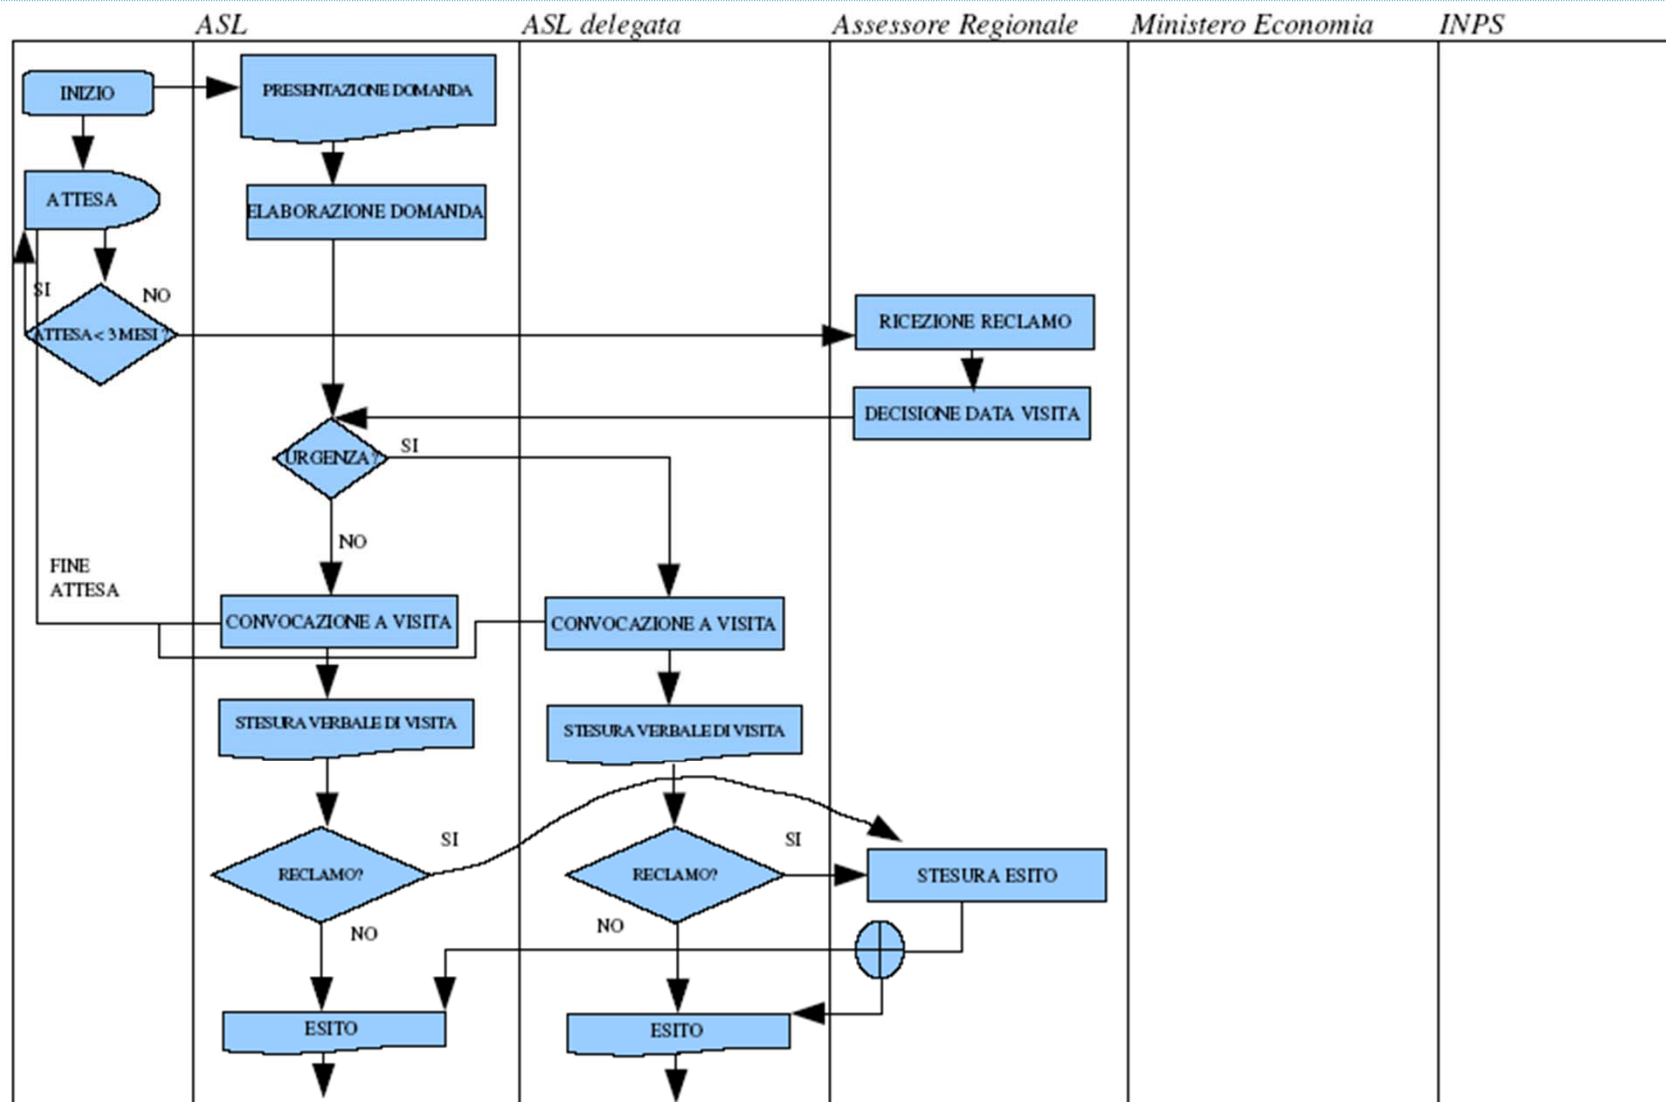 ASL
ASL delegata
Assessore Regionale
Ministero Economia
INPS
INIZIO
PRESENTAZIONE DOMANDA
ATTESA
ELABORAZIONE DOMANDA
SI
NO
ATTESA < 3 MESI ?
RICEZIONE RECLAMO
DECISIONE DATA VISITA
URGENZA?
SI
NO
FINE
ATTESA
CONVOCAZIONE A VISITA
CONVOCAZIONE A VISITA
STESURA VERBALE DI VISITA
STESURA VERBALE DI VISITA
SI
SI
RECLAMO?
RECLAMO?
STESURA ESITO
NO
NO
ESITO
ESITO